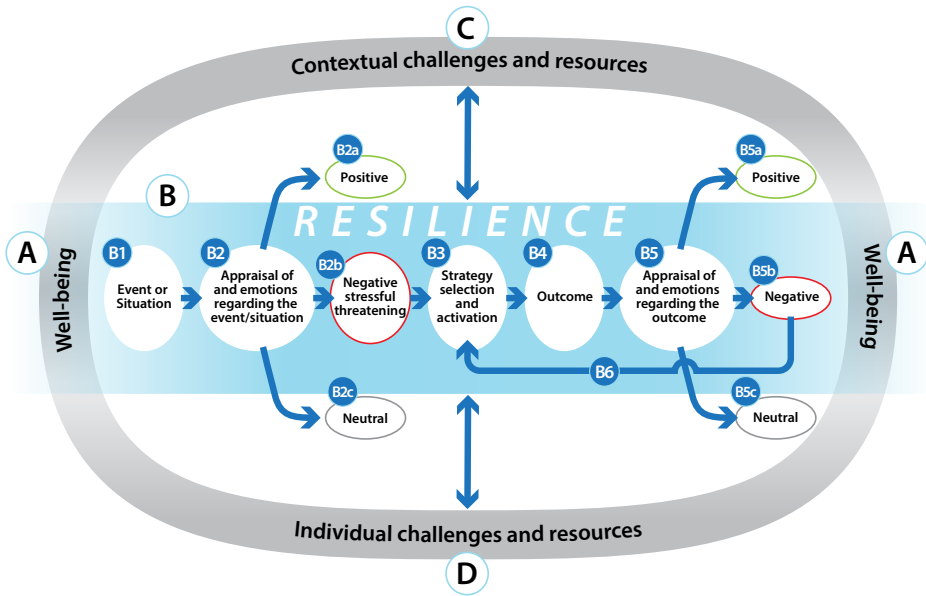 C
Contextual challenges and resources
B2a
Positive
B5a
Positive
B
RESILIENCE
A
Well-being
B1
Event or
Situation
B2
Appraisal of
and emotions
regarding the
event/situation
B2b
Negative
stressful
threatening
B3
Strategy
selection
and
activation
B4
Outcome
B5
Appraisal of
and emotions
regarding the
outcome
B5b
Negative
A
Well-being
B6
B2c
Neutral
B5c
Neutral
Individual challenges and resources
D